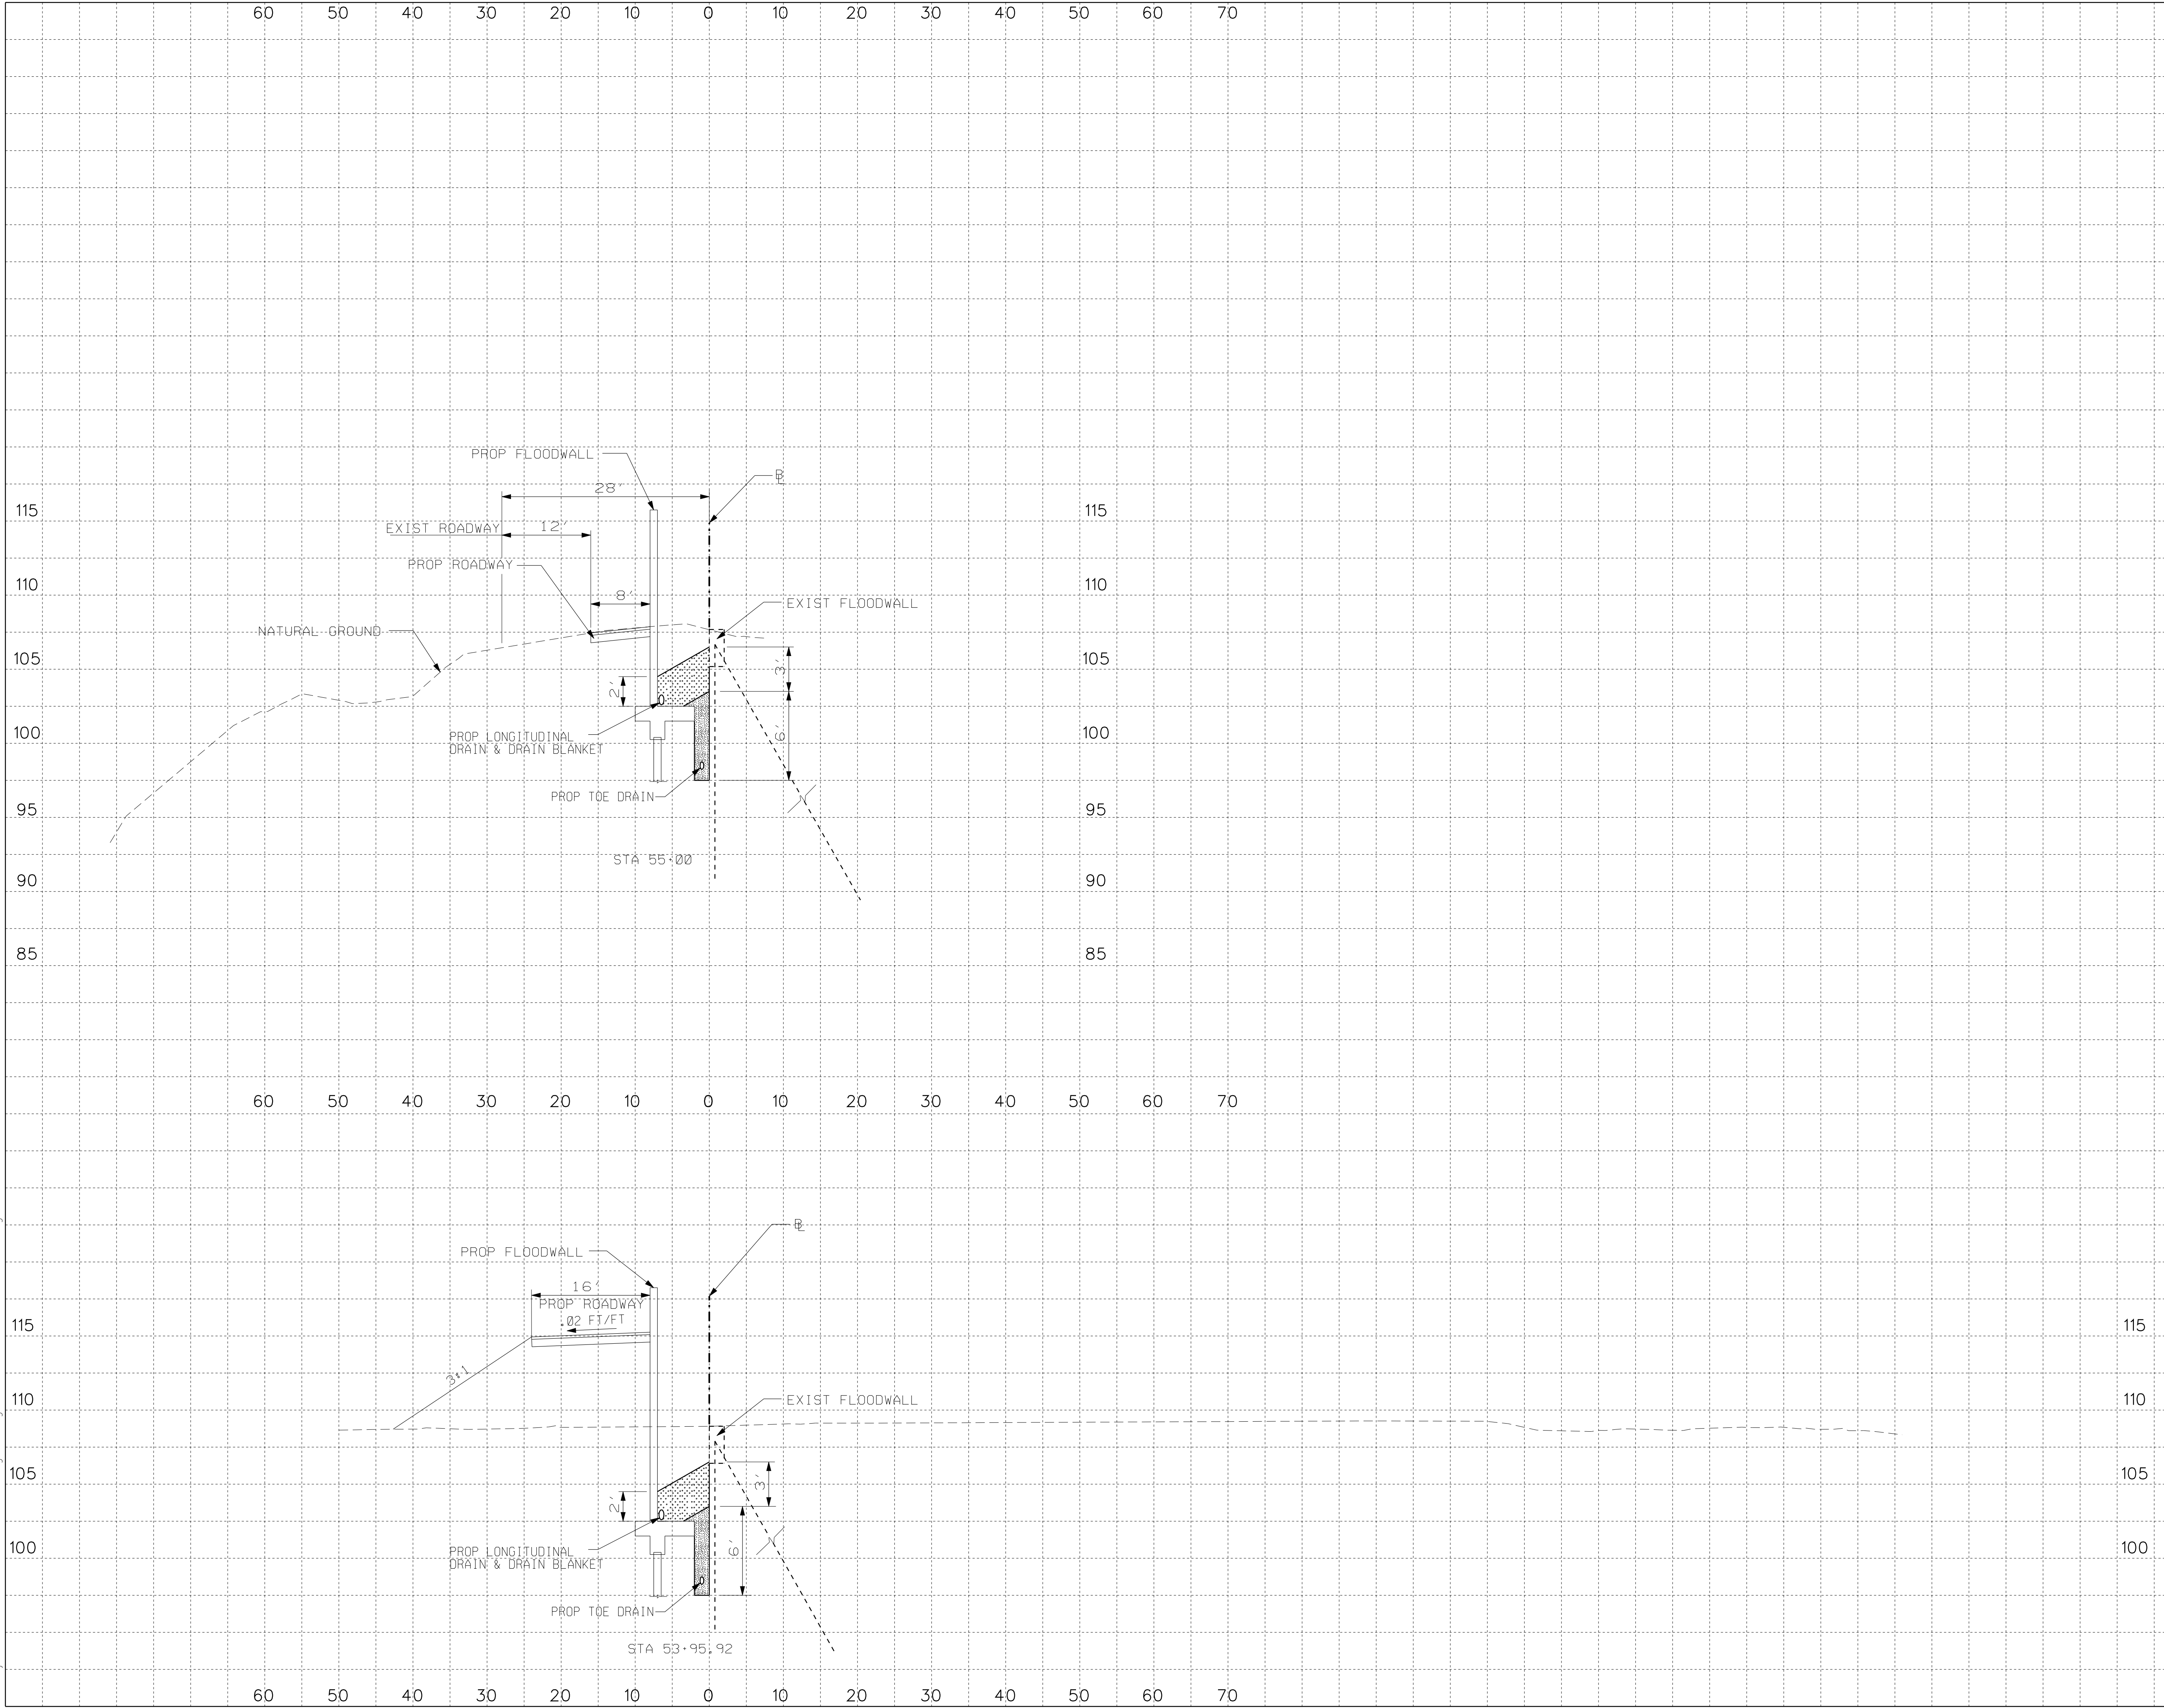 60 50 40 30 20 10 0 10 20 30 40 50 60 70
PROP FLOODWALL
B
L
28'
115 115
EXIST ROADWAY 12'
PROP ROADWAY
110 110
8'
EXIST FLOODWALL
NATURAL GROUND
105 105
3'
2'
100 100
6'
PROP LONGITUDINAL
DRAIN & DRAIN BLANKET
PROP TOE DRAIN
95 95
STA 55+00
90 90
85 85
60 50 40 30 20 10 0 10 20 30 40 50 60 70
B
L
PROP FLOODWALL
16'
PROP ROADWAY
.02 FT/FT
115 115
3:1
110 110
EXIST FLOODWALL
105 105
3'
2'
100 100
6'
PROP LONGITUDINAL
DRAIN & DRAIN BLANKET
PROP TOE DRAIN
STA 53+95.92
60 50 40 30 20 10 0 10 20 30 40 50 60 70